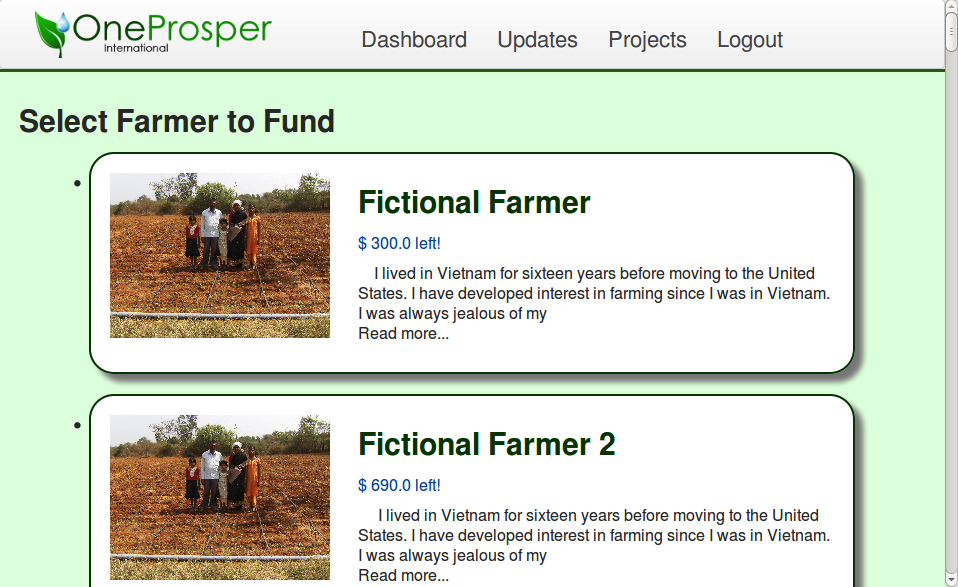 OneProsper
International
Dashboard Updates Projects Logout
Select Farmer to Fund
Fictional Farmer
$ 300.0 left!
I lived in Vietnam for sixteen years before moving to the United
States. I have developed interest in farming since I was in Vietnam.
I was always jealous of my
Read more...
Fictional Farmer 2
$ 690.0 left!
I lived in Vietnam for sixteen years before moving to the United
States. I have developed interest in farming since I was in Vietnam.
I was always jealous of my
Read more...